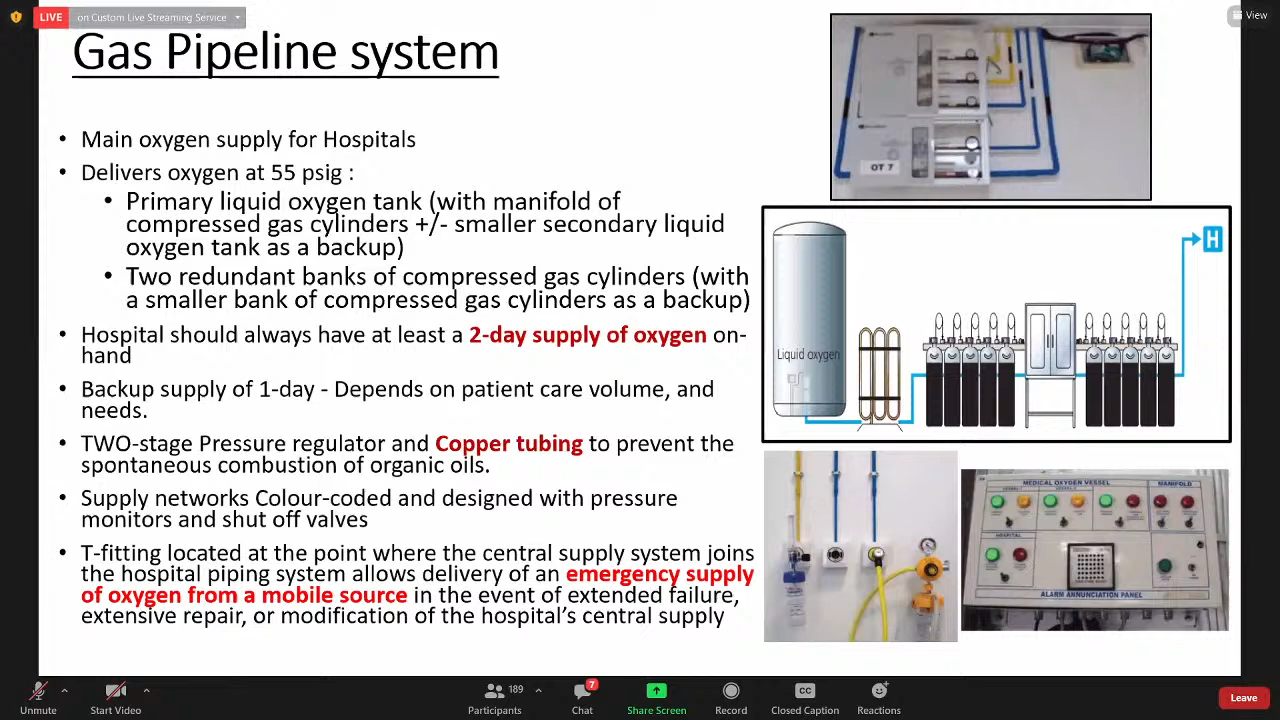 LIVE on Custom Live Streaming Service
View
Gas Pipeline system
• Main oxygen supply for Hospitals
• Delivers oxygen at 55 psig :
• Primary liquid oxygen tank (with manifold of
compressed gas cylinders +/- smaller secondary liquid
oxygen tank as a backup)
• Two redundant banks of compressed gas cylinders (with
a smaller bank of compressed gas cylinders as a backup)
• Hospital should always have at least a 2-day supply of oxygen on-
hand
• Backup supply of 1-day - Depends on patient care volume, and
needs.
• TWO-stage Pressure regulator and Copper tubing to prevent the
spontaneous combustion of organic oils.
• Supply networks Colour-coded and designed with pressure
monitors and shut off valves
• T-fitting located at the point where the central supply system joins
the hospital piping system allows delivery of an emergency supply
of oxygen from a mobile source in the event of extended failure,
extensive repair, or modification of the hospital's central supply
OT 7
Liquid oxygen
H
MEDICAL OXYGEN VESSEL
MANIFOLD
HOSPITAL
ALARM ANNUNCIATION PANEL
Unmute
Start Video
189
Participants
7
Chat
Share Screen
Record
CC
Closed Caption
Reactions
Leave